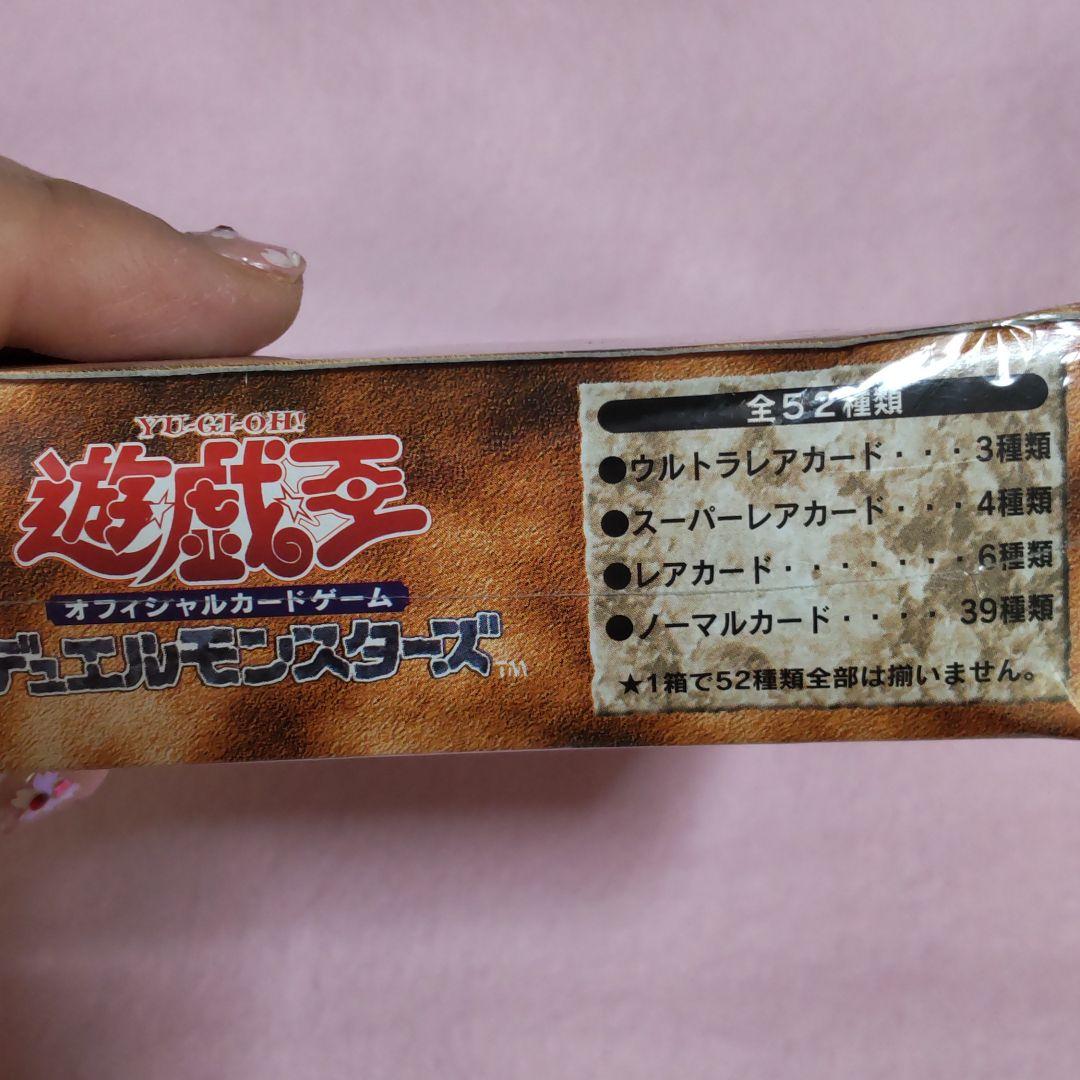 YU-GI-OH!
遊☆戯☆王
オフィシャルカードゲーム
デュエルモンスターズ™
全52種類
●ウルトラレアカード・・・3種類
●スーパーレアカード・・・・・4種類
●レアカード・・・・・・・6種類
●ノーマルカード・・・・39種類
★1箱で52種類全部は揃いません。